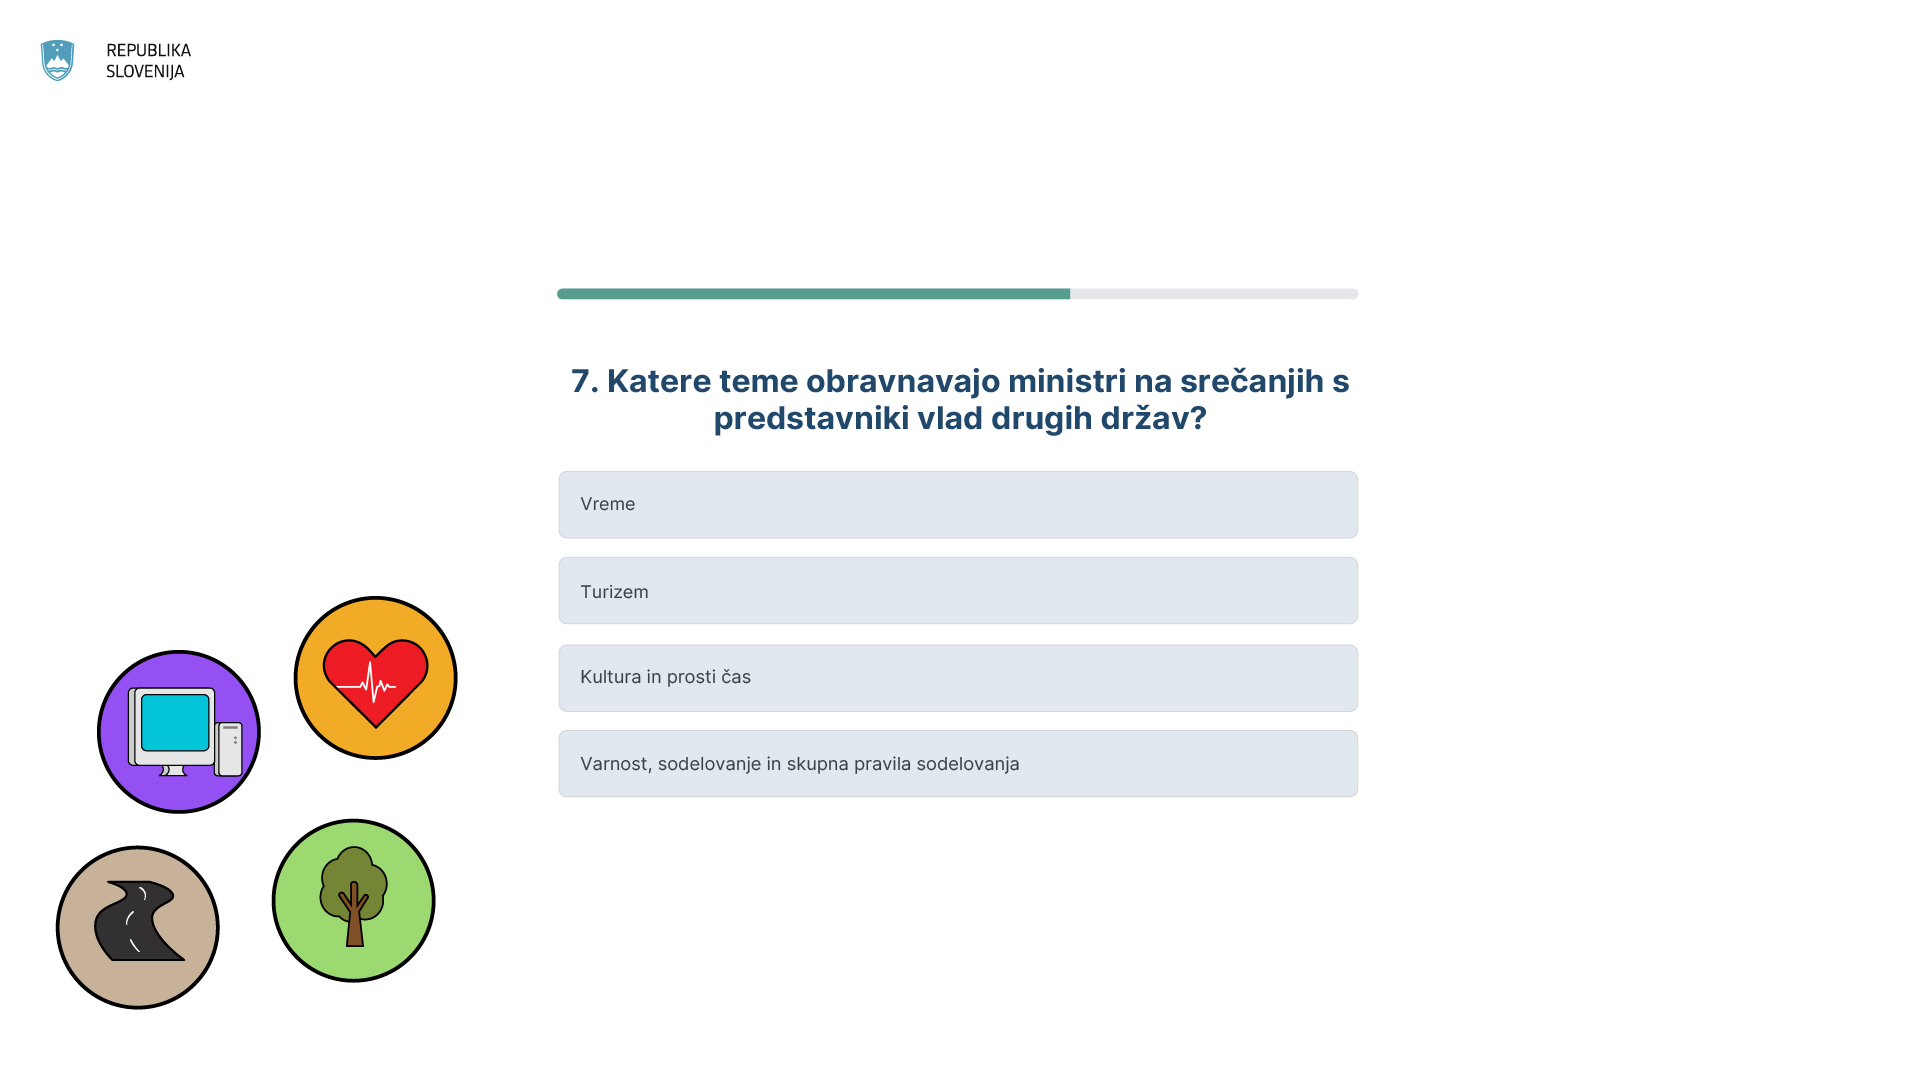 REPUBLIKA
SLOVENIJA
7. Katere teme obravnavajo ministri na srečanjih s
predstavniki vlad drugih držav?
Vreme
Turizem
Kultura in prosti čas
Varnost, sodelovanje in skupna pravila sodelovanja